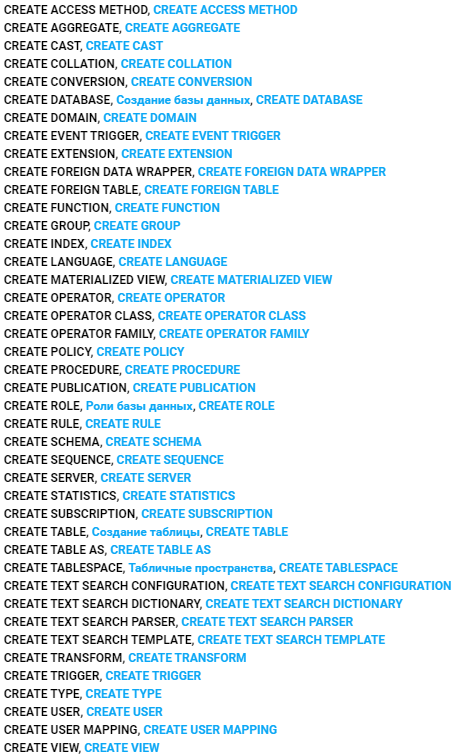 CREATE ACCESS METHOD, CREATE ACCESS METHOD
CREATE AGGREGATE, CREATE AGGREGATE
CREATE CAST, CREATE CAST
CREATE COLLATION, CREATE COLLATION
CREATE CONVERSION, CREATE CONVERSION
CREATE DATABASE, Создание базы данных, CREATE DATABASE
CREATE DOMAIN, CREATE DOMAIN
CREATE EVENT TRIGGER, CREATE EVENT TRIGGER
CREATE EXTENSION, CREATE EXTENSION
CREATE FOREIGN DATA WRAPPER, CREATE FOREIGN DATA WRAPPER
CREATE FOREIGN TABLE, CREATE FOREIGN TABLE
CREATE FUNCTION, CREATE FUNCTION
CREATE GROUP, CREATE GROUP
CREATE INDEX, CREATE INDEX
CREATE LANGUAGE, CREATE LANGUAGE
CREATE MATERIALIZED VIEW, CREATE MATERIALIZED VIEW
CREATE OPERATOR, CREATE OPERATOR
CREATE OPERATOR CLASS, CREATE OPERATOR CLASS
CREATE OPERATOR FAMILY, CREATE OPERATOR FAMILY
CREATE POLICY, CREATE POLICY
CREATE PROCEDURE, CREATE PROCEDURE
CREATE PUBLICATION, CREATE PUBLICATION
CREATE ROLE, Роли базы данных, CREATE ROLE
CREATE RULE, CREATE RULE
CREATE SCHEMA, CREATE SCHEMA
CREATE SEQUENCE, CREATE SEQUENCE
CREATE SERVER, CREATE SERVER
CREATE STATISTICS, CREATE STATISTICS
CREATE SUBSCRIPTION, CREATE SUBSCRIPTION
CREATE TABLE, Создание таблицы, CREATE TABLE
CREATE TABLE AS, CREATE TABLE AS
CREATE TABLESPACE, Табличные пространства, CREATE TABLESPACE
CREATE TEXT SEARCH CONFIGURATION, CREATE TEXT SEARCH CONFIGURATION
CREATE TEXT SEARCH DICTIONARY, CREATE TEXT SEARCH DICTIONARY
CREATE TEXT SEARCH PARSER, CREATE TEXT SEARCH PARSER
CREATE TEXT SEARCH TEMPLATE, CREATE TEXT SEARCH TEMPLATE
CREATE TRANSFORM, CREATE TRANSFORM
CREATE TRIGGER, CREATE TRIGGER
CREATE TYPE, CREATE TYPE
CREATE USER, CREATE USER
CREATE USER MAPPING, CREATE USER MAPPING
CREATE VIEW, CREATE VIEW